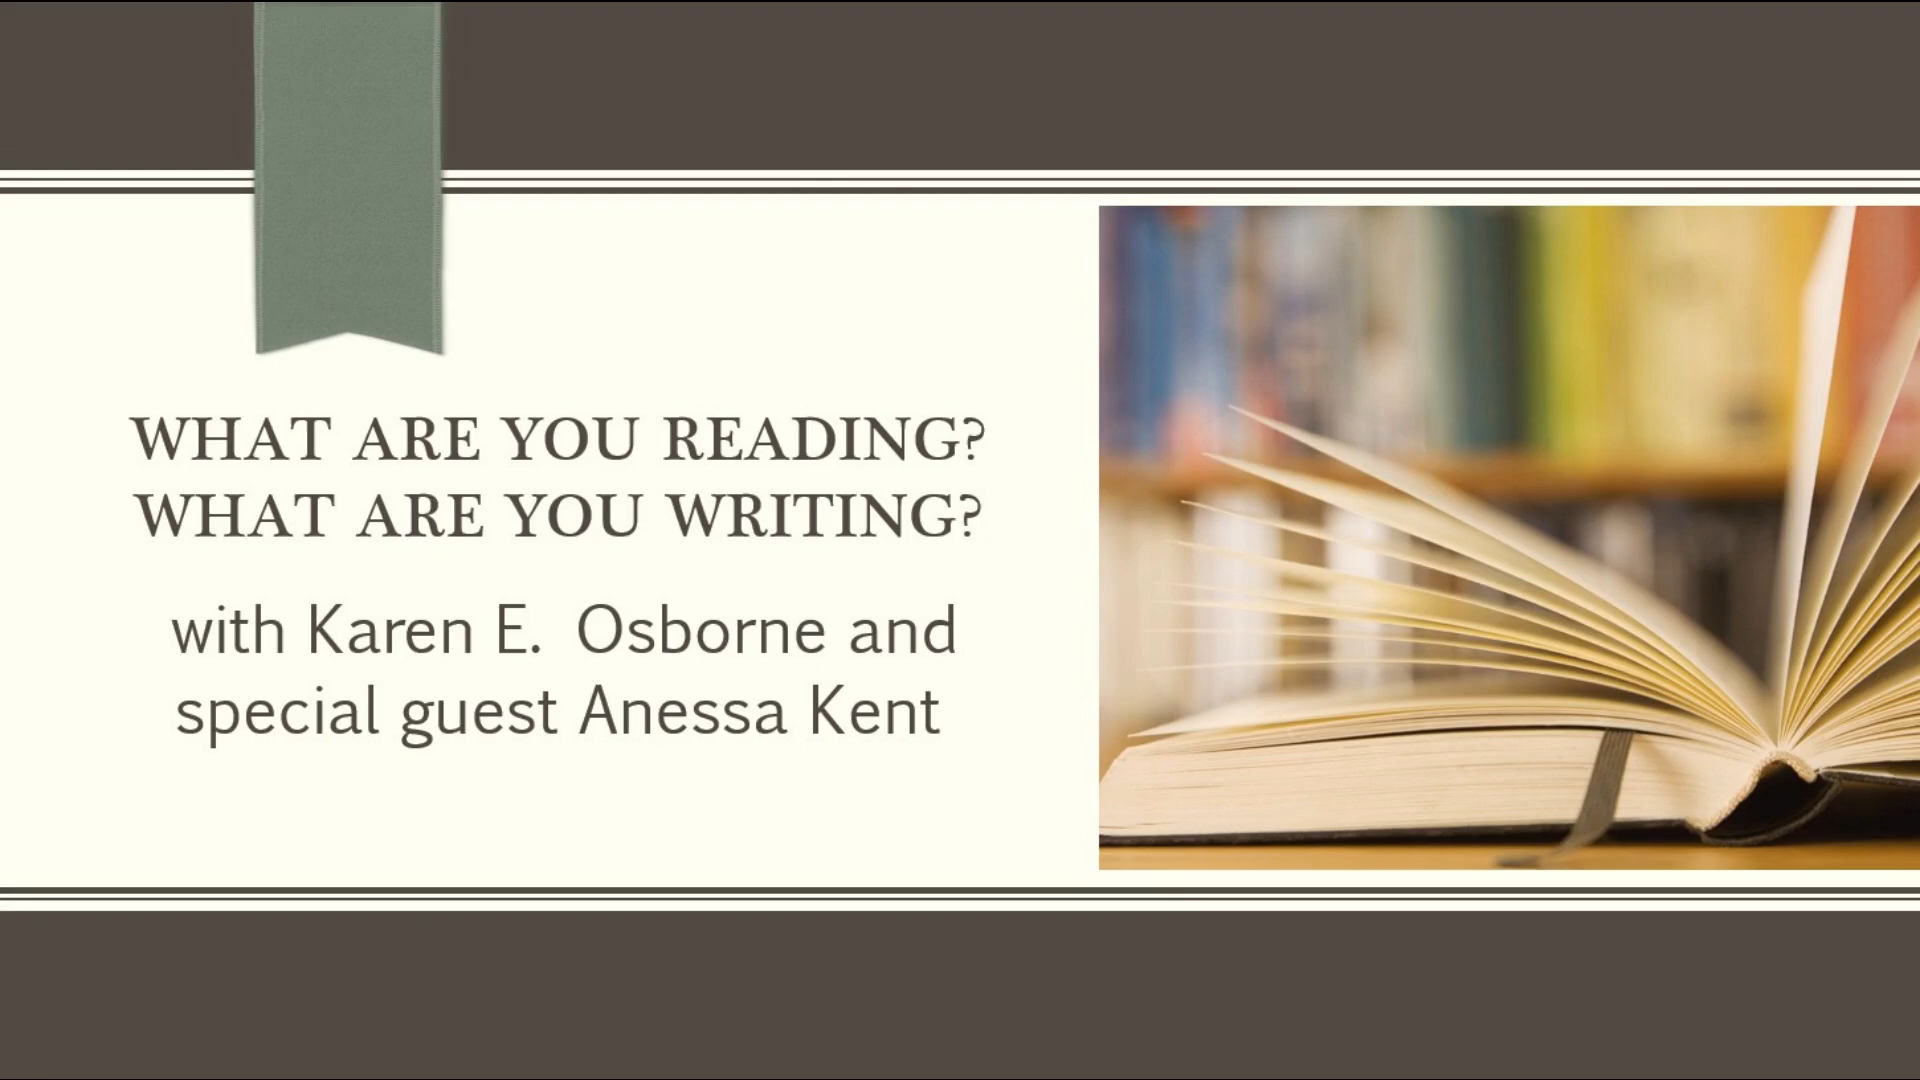 WHAT ARE YOU READING?
WHAT ARE YOU WRITING?
with Karen E. Osborne and
special guest Anessa Kent